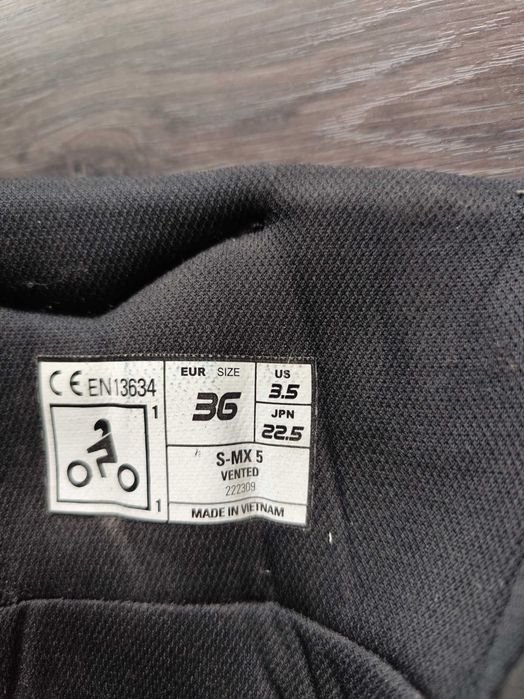 CE EN13634
1
1
EUR SIZE
36
US
3.5
JPN
22.5
S-MX 5
VENTED
222309
MADE IN VIETNAM